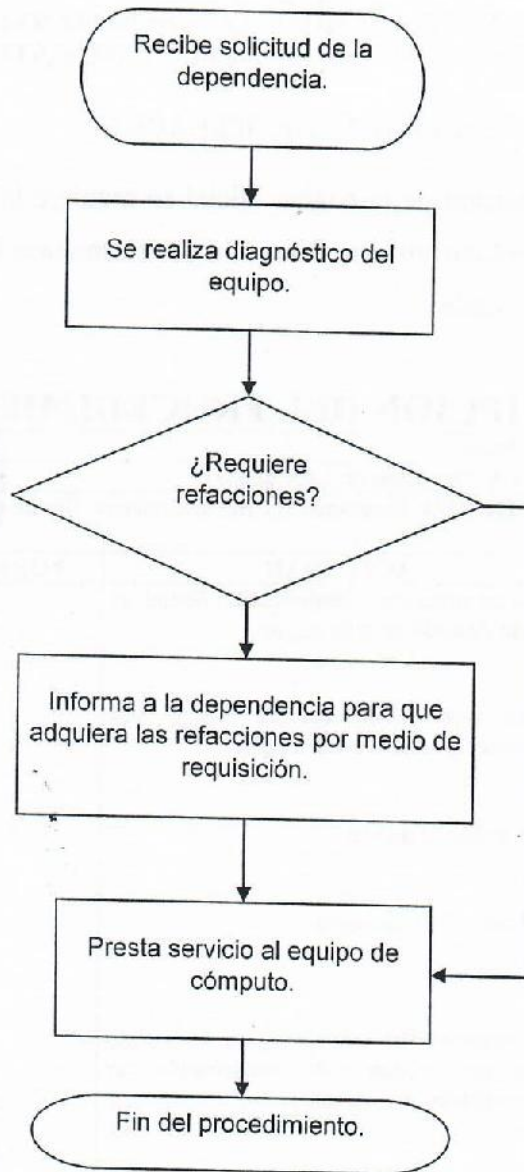 Recibe solicitud de la
dependencia.
Se realiza diagnóstico del
equipo.
¿Requiere
refacciones?
Informa a la dependencia para que
adquiera las refacciones por medio de
requisición.
Presta servicio al equipo de
cómputo.
Fin del procedimiento.